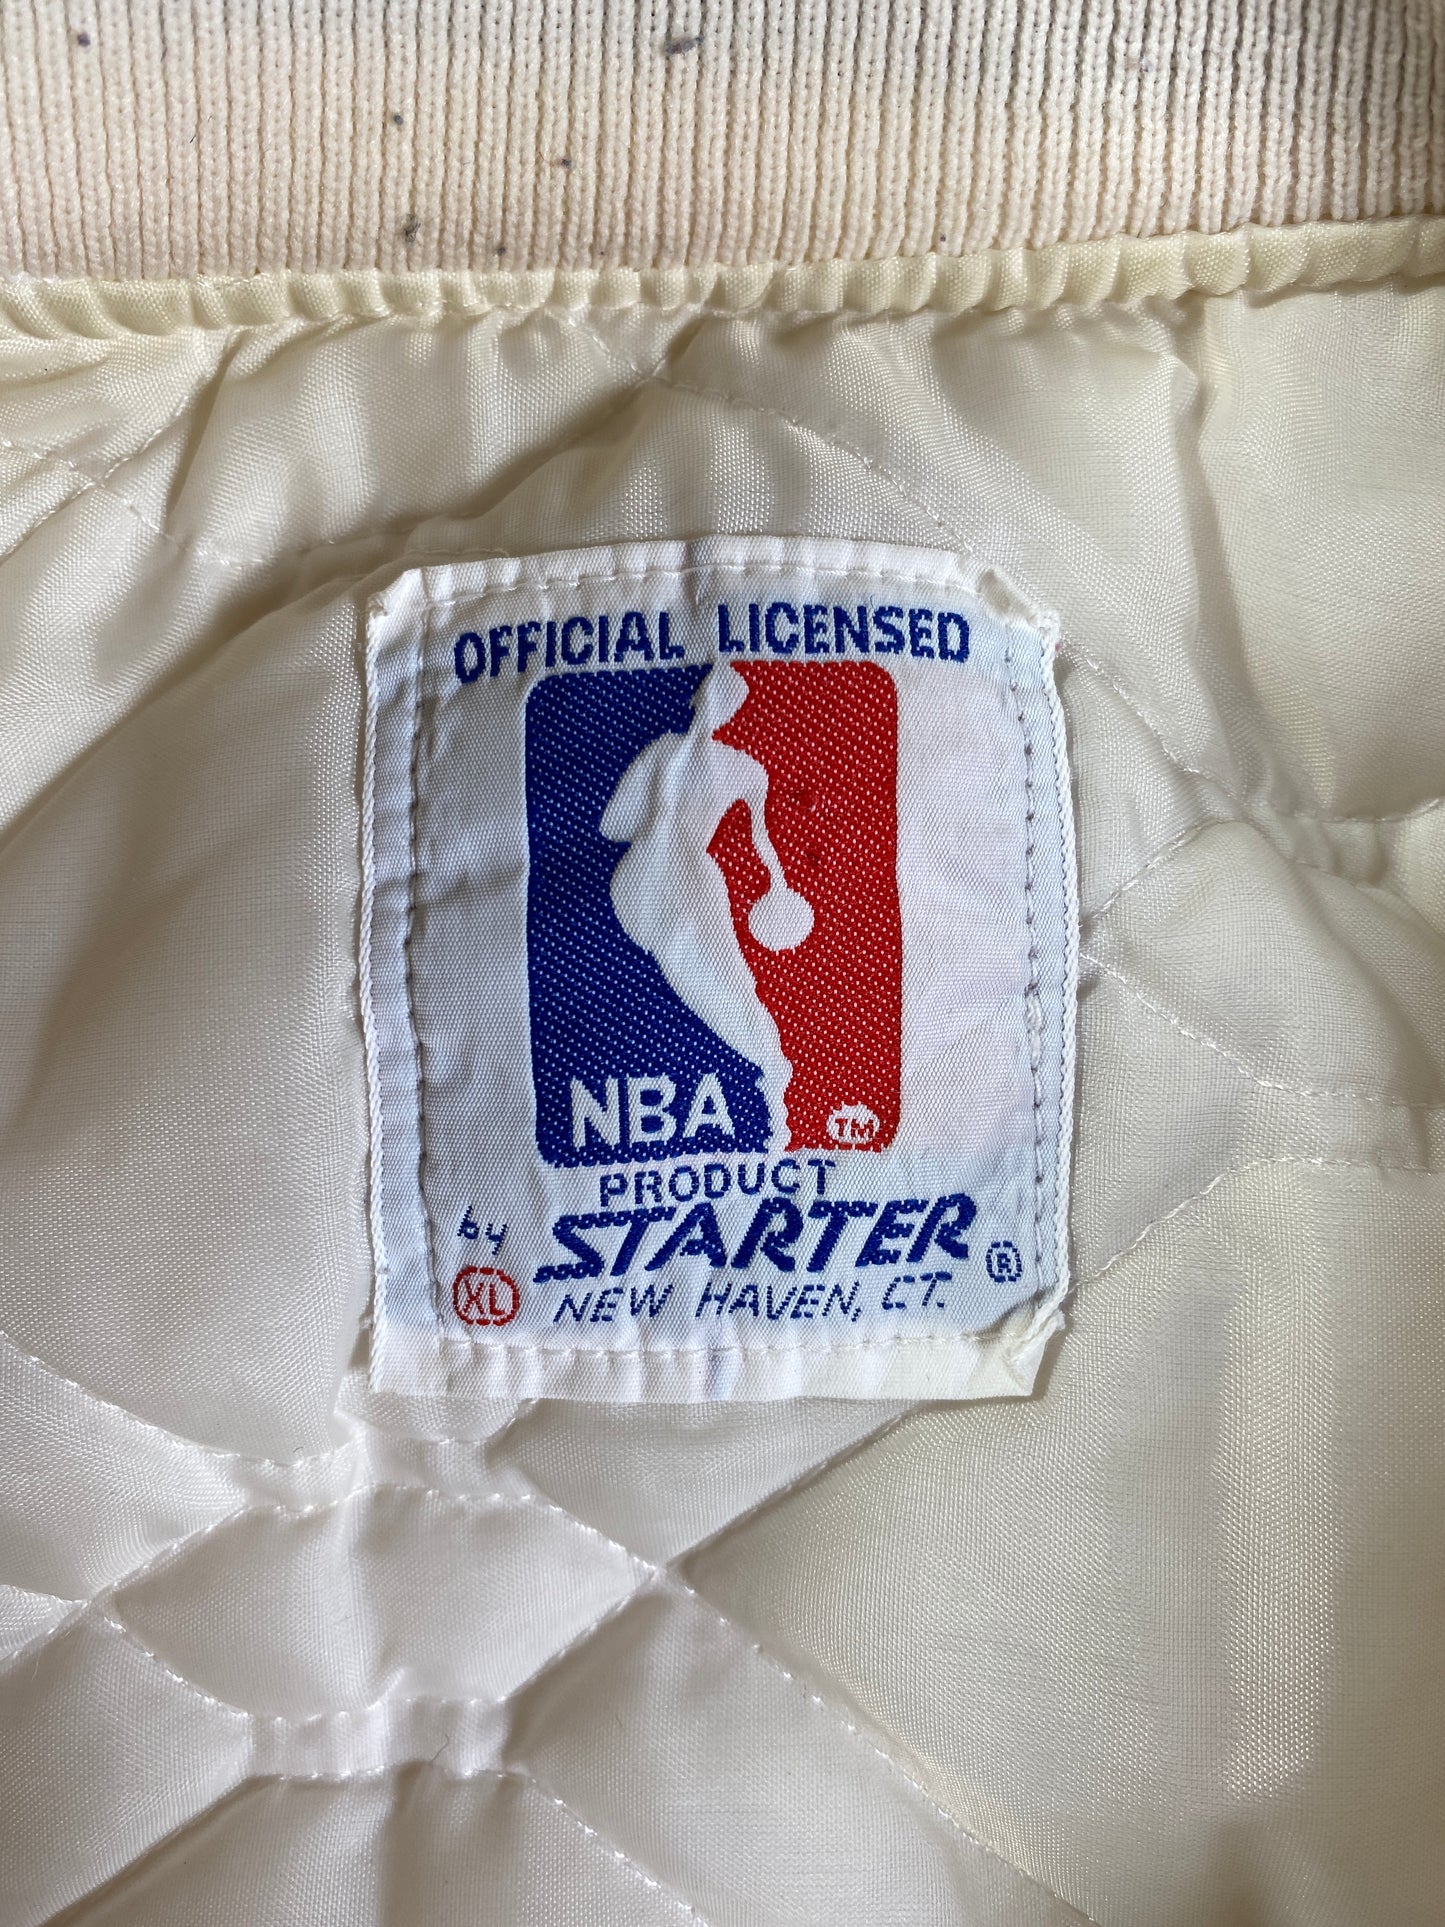 OFFICIAL LICENSED
NBA TM
PRODUCT
by STARTER ®
XL NEW HAVEN, CT.